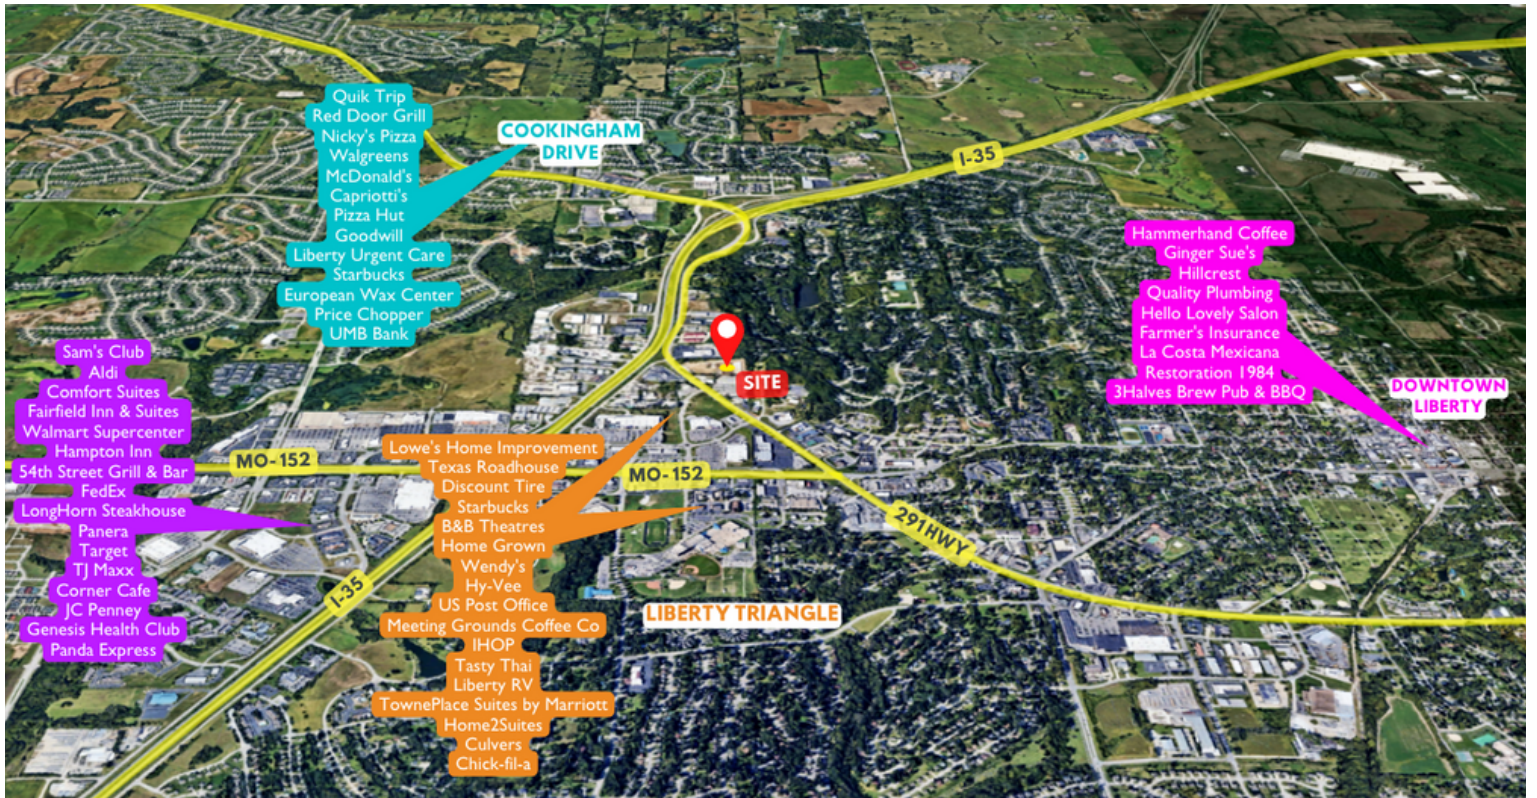 Quik Trip
Red Door Grill
Nicky's Pizza
Walgreens
McDonald's
Capriotti's
Pizza Hut
Goodwill
Liberty Urgent Care
Starbucks
European Wax Center
Price Chopper
UMB Bank
COOKINGHAM
DRIVE
I-35
Hammerhand Coffee
Ginger Sue's
Hillcrest
Quality Plumbing
Hello Lovely Salon
Farmer's Insurance
La Costa Mexicana
Restoration 1984
3Halves Brew Pub & BBQ
DOWNTOWN
LIBERTY
SITE
Sam's Club
Aldi
Comfort Suites
Fairfield Inn & Suites
Walmart Supercenter
Hampton Inn
54th Street Grill & Bar
FedEx
LongHorn Steakhouse
Panera
Target
TJ Maxx
Corner Cafe
JC Penney
Genesis Health Club
Panda Express
MO-152
Lowe's Home Improvement
Texas Roadhouse
Discount Tire
Starbucks
B&B Theatres
Home Grown
Wendy's
Hy-Vee
US Post Office
Meeting Grounds Coffee Co
IHOP
Tasty Thai
Liberty RV
TownePlace Suites by Marriott
Home2Suites
Culvers
Chick-fil-a
MO-152
291HWY
I-35
LIBERTY TRIANGLE